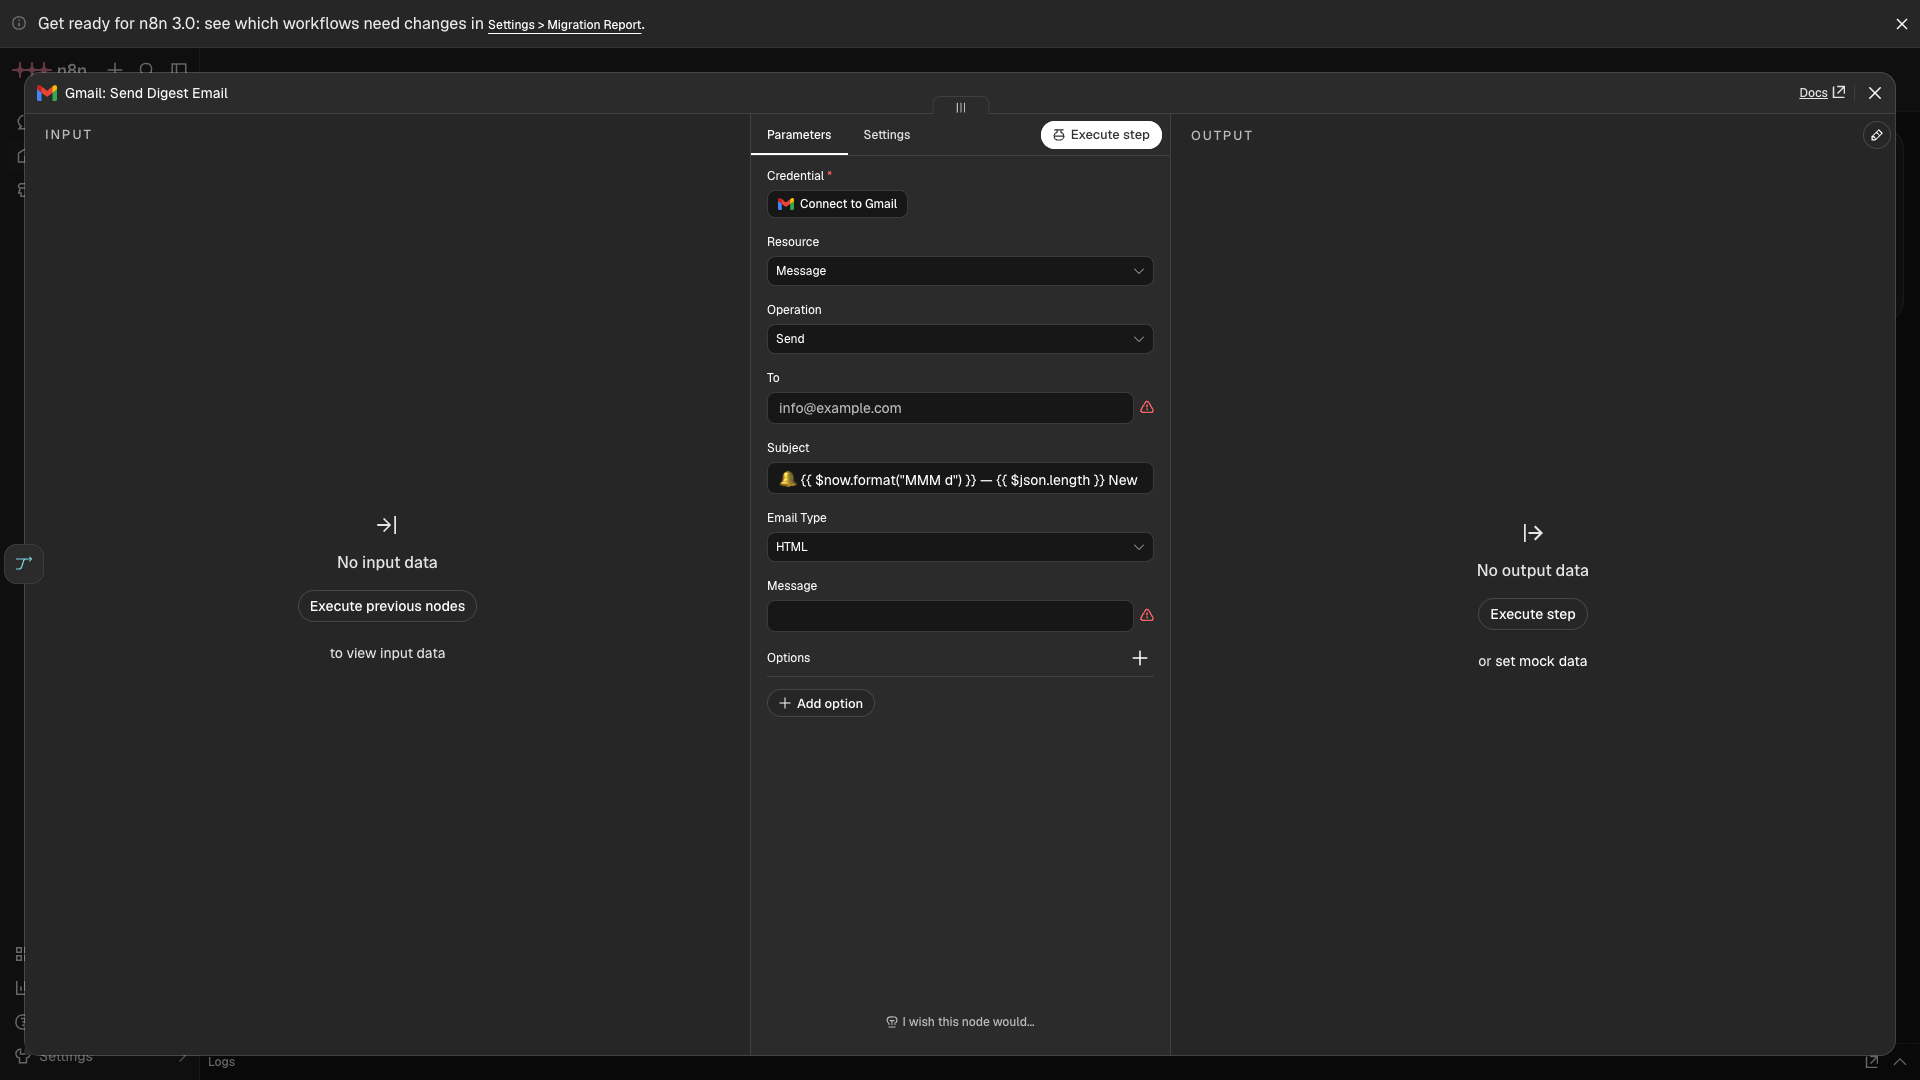 Get ready for n8n 3.0: see which workflows need changes in Settings > Migration Report.
n8n
Gmail: Send Digest Email
Docs
INPUT
Parameters
Settings
Execute step
OUTPUT
Credential *
Connect to Gmail
Resource
Message
Operation
Send
To
info@example.com
Subject
🔔 {{ $now.format("MMM d") }} — {{ $json.length }} New
Email Type
HTML
Message
Options
Add option
No input data
Execute previous nodes
to view input data
No output data
Execute step
or set mock data
I wish this node would...
Settings
Logs